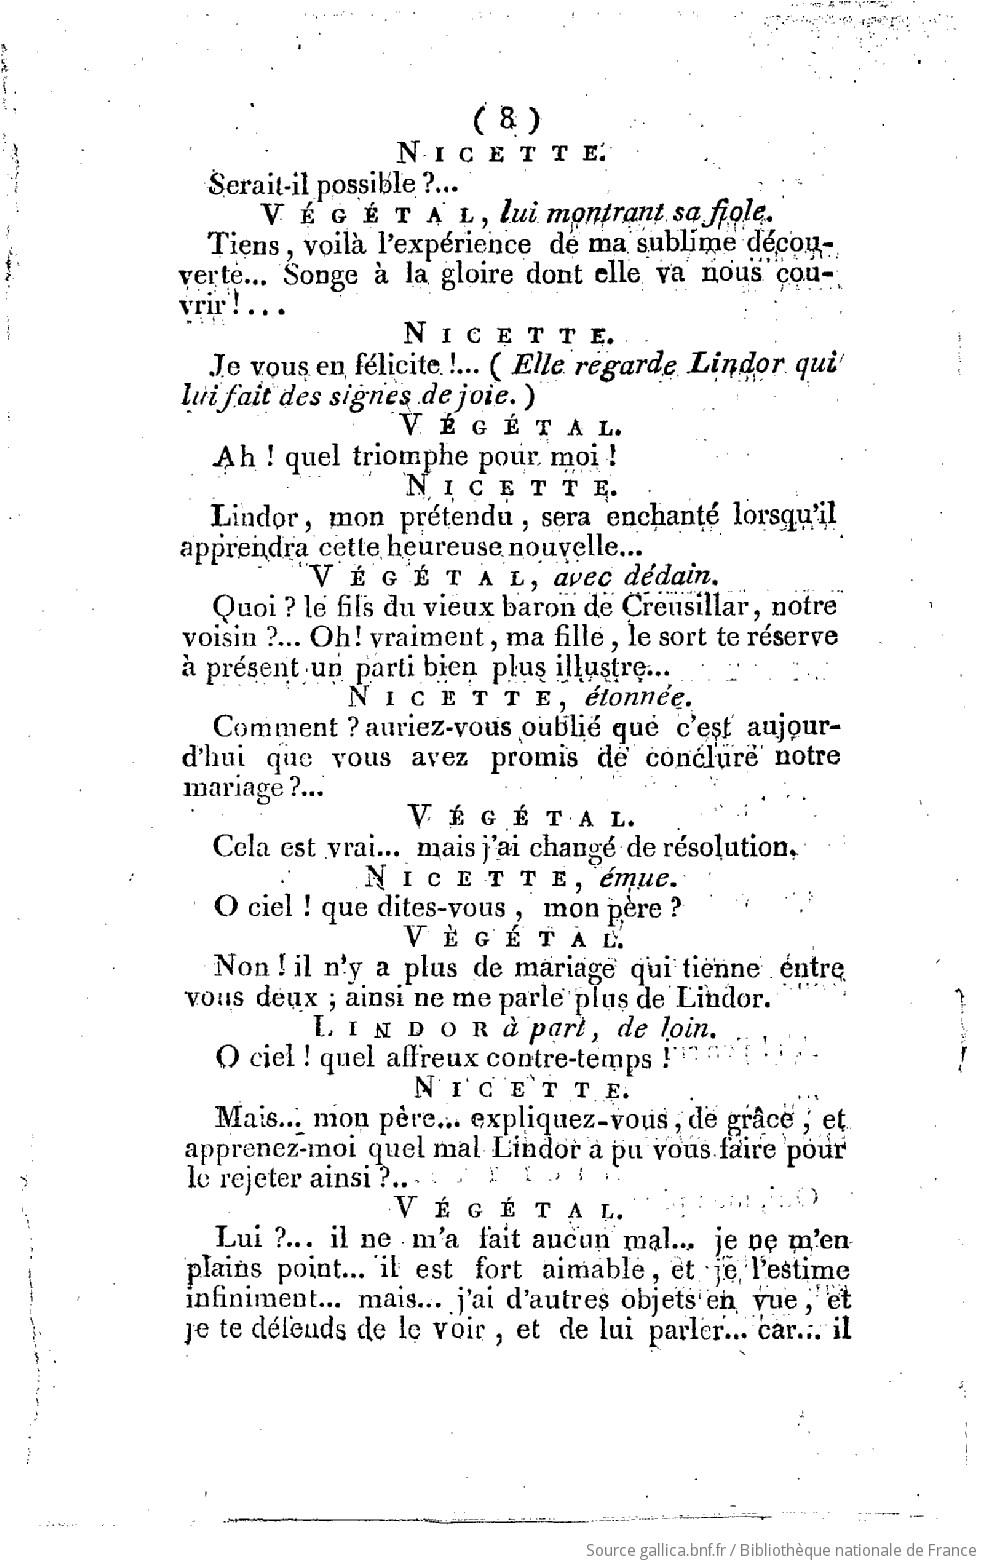 ( 8 )
NICETTE.
Serait-il possible ?...
VÉGÉTAL, lui montrant sa fiole.
Tiens, voilà l'expérience de ma sublime décou-
verte... Songe à la gloire dont elle va nous cou-
vrir !...
NICETTE.
Je vous en félicite !... ( Elle regarde Lindor qui
lui fait des signes de joie. )
VÉGÉTAL.
Ah ! quel triomphe pour moi !
NICETTE.
Lindor, mon prétendu, sera enchanté lorsqu'il
apprendra cette heureuse nouvelle...
VÉGÉTAL, avec dédain.
Quoi ? le fils du vieux baron de Creusillar, notre
voisin ?... Oh! vraiment, ma fille, le sort te réserve
à présent un parti bien plus illustre...
NICETTE, étonnée.
Comment ? auriez-vous oublié que c'est aujour-
d'hui que vous avez promis de conclure notre
mariage ?...
VÉGÉTAL.
Cela est vrai... mais j'ai changé de résolution.
NICETTE, émue.
O ciel ! que dites-vous, mon père ?
VÈGÉTAL.
Non ! il n'y a plus de mariage qui tienne entre
vous deux ; ainsi ne me parle plus de Lindor.
LINDOR à part, de loin.
O ciel ! quel affreux contre-temps !
NICETTE.
Mais... mon père... expliquez-vous, de grâce, et
apprenez-moi quel mal Lindor a pu vous faire pour
le rejeter ainsi ?..
VÉGÉTAL.
Lui ?... il ne m'a fait aucun mal... je ne m'en
plains point... il est fort aimable, et je l'estime
infiniment... mais... j'ai d'autres objets en vue, et
je te défends de le voir, et de lui parler... car... il
Source gallica.bnf.fr / Bibliothèque nationale de France